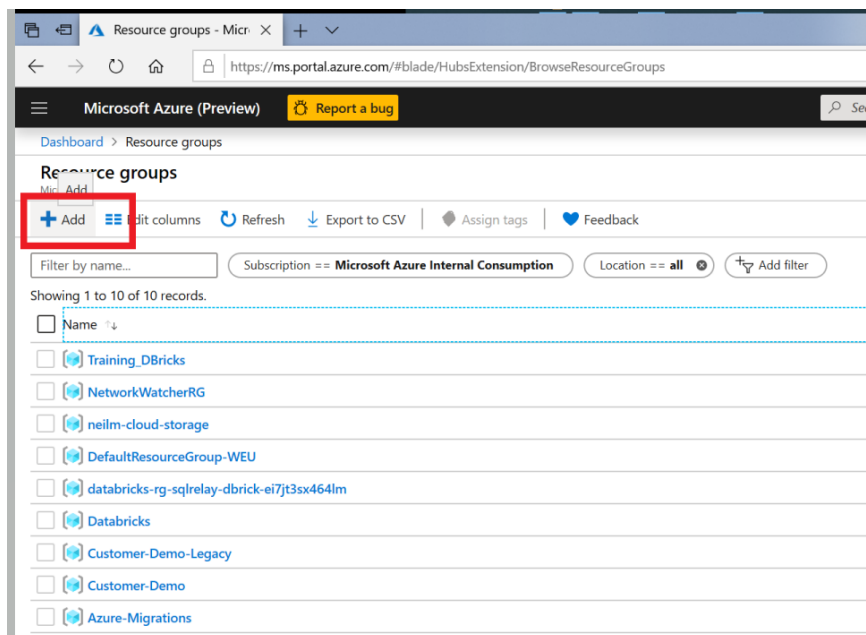 Resource groups - Micr
https://ms.portal.azure.com/#blade/HubsExtension/BrowseResourceGroups
Microsoft Azure (Preview) Report a bug
Dashboard > Resource groups
Resource groups
Add
Add Edit columns Refresh Export to CSV Assign tags Feedback
Filter by name... Subscription == Microsoft Azure Internal Consumption Location == all Add filter
Showing 1 to 10 of 10 records.
Name
Training_DBricks
NetworkWatcherRG
neilm-cloud-storage
DefaultResourceGroup-WEU
databricks-rg-sqlrelay-dbrick-ei7jt3sx464lm
Databricks
Customer-Demo-Legacy
Customer-Demo
Azure-Migrations